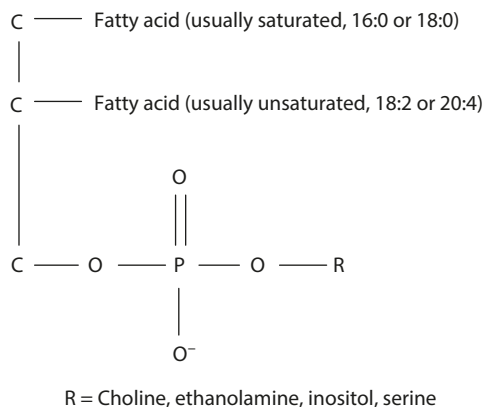 C Fatty acid (usually saturated, 16:0 or 18:0)
C Fatty acid (usually unsaturated, 18:2 or 20:4)
O
C O P O R
O⁻
R = Choline, ethanolamine, inositol, serine